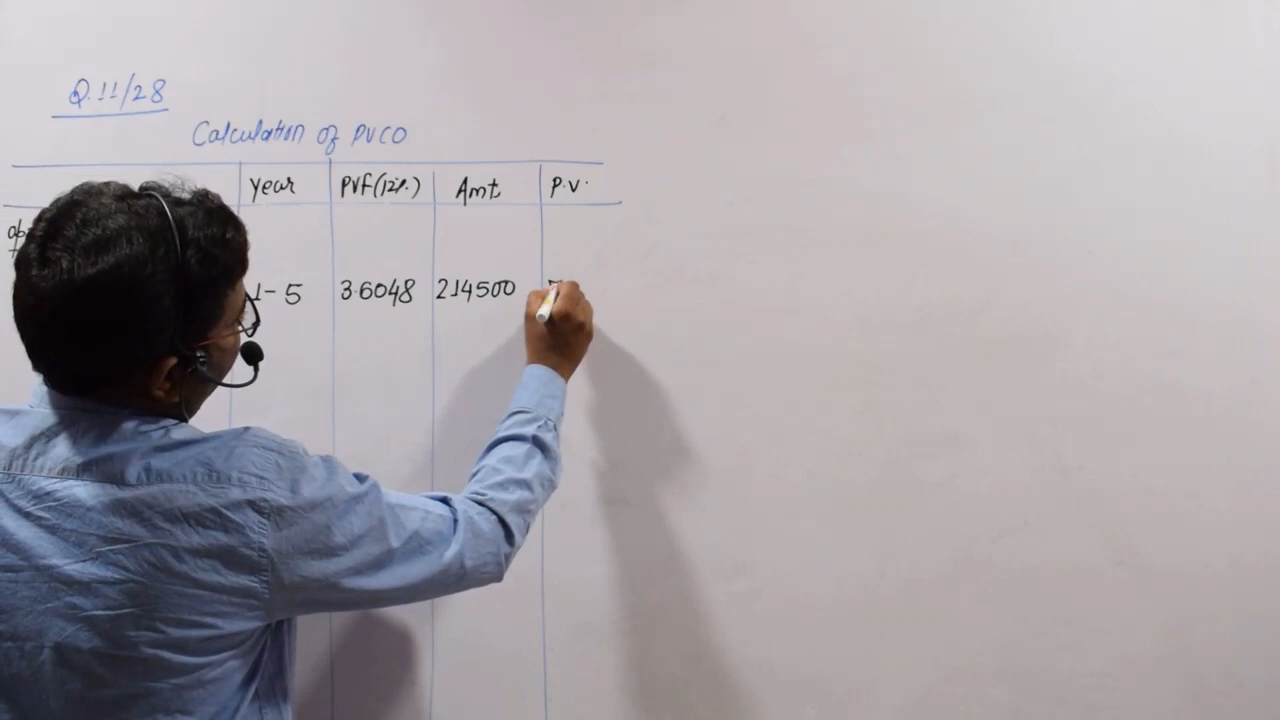 Q.11/28
Calculation of PVCO
Year PVF(12%) Amt P.V.
1-5 3.6048 214500